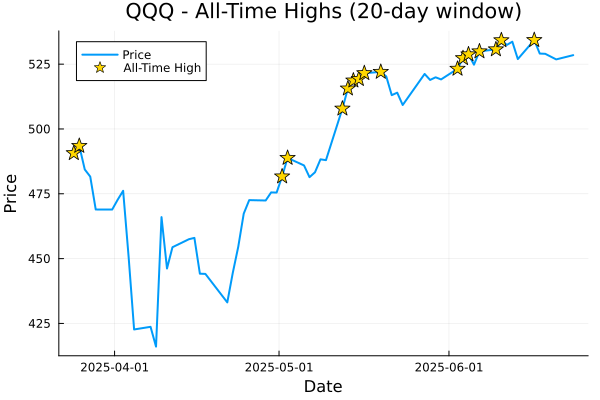 QQQ - All-Time Highs (20-day window)
Price
All-Time High
525
500
475
450
425
Price
2025-04-01
2025-05-01
2025-06-01
Date